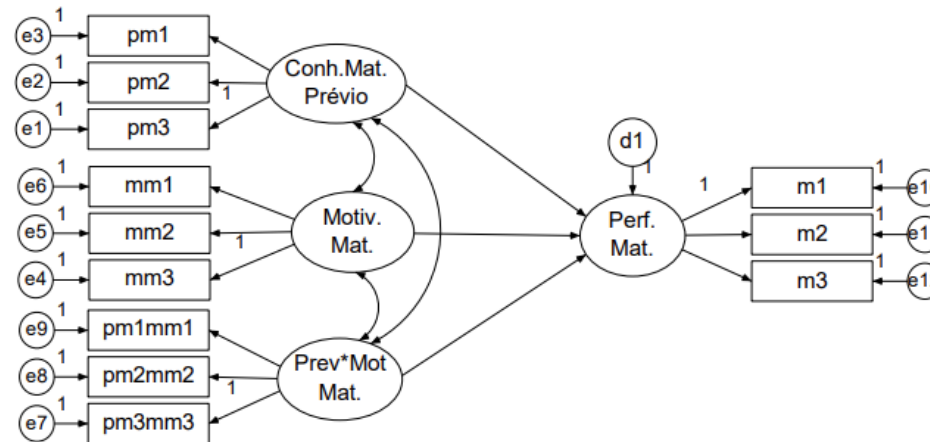 e3 1 pm1
e2 1 pm2 1
e1 1 pm3
Conh.Mat.
Prévio
e6 1 mm1
e5 1 mm2 1
e4 1 mm3
Motiv.
Mat.
e9 1 pm1mm1
e8 1 pm2mm2 1
e7 1 pm3mm3
Prev*Mot
Mat.
d1
1
Perf.
Mat.
1 m1 1 e1
m2 1 e1
m3 1 e1